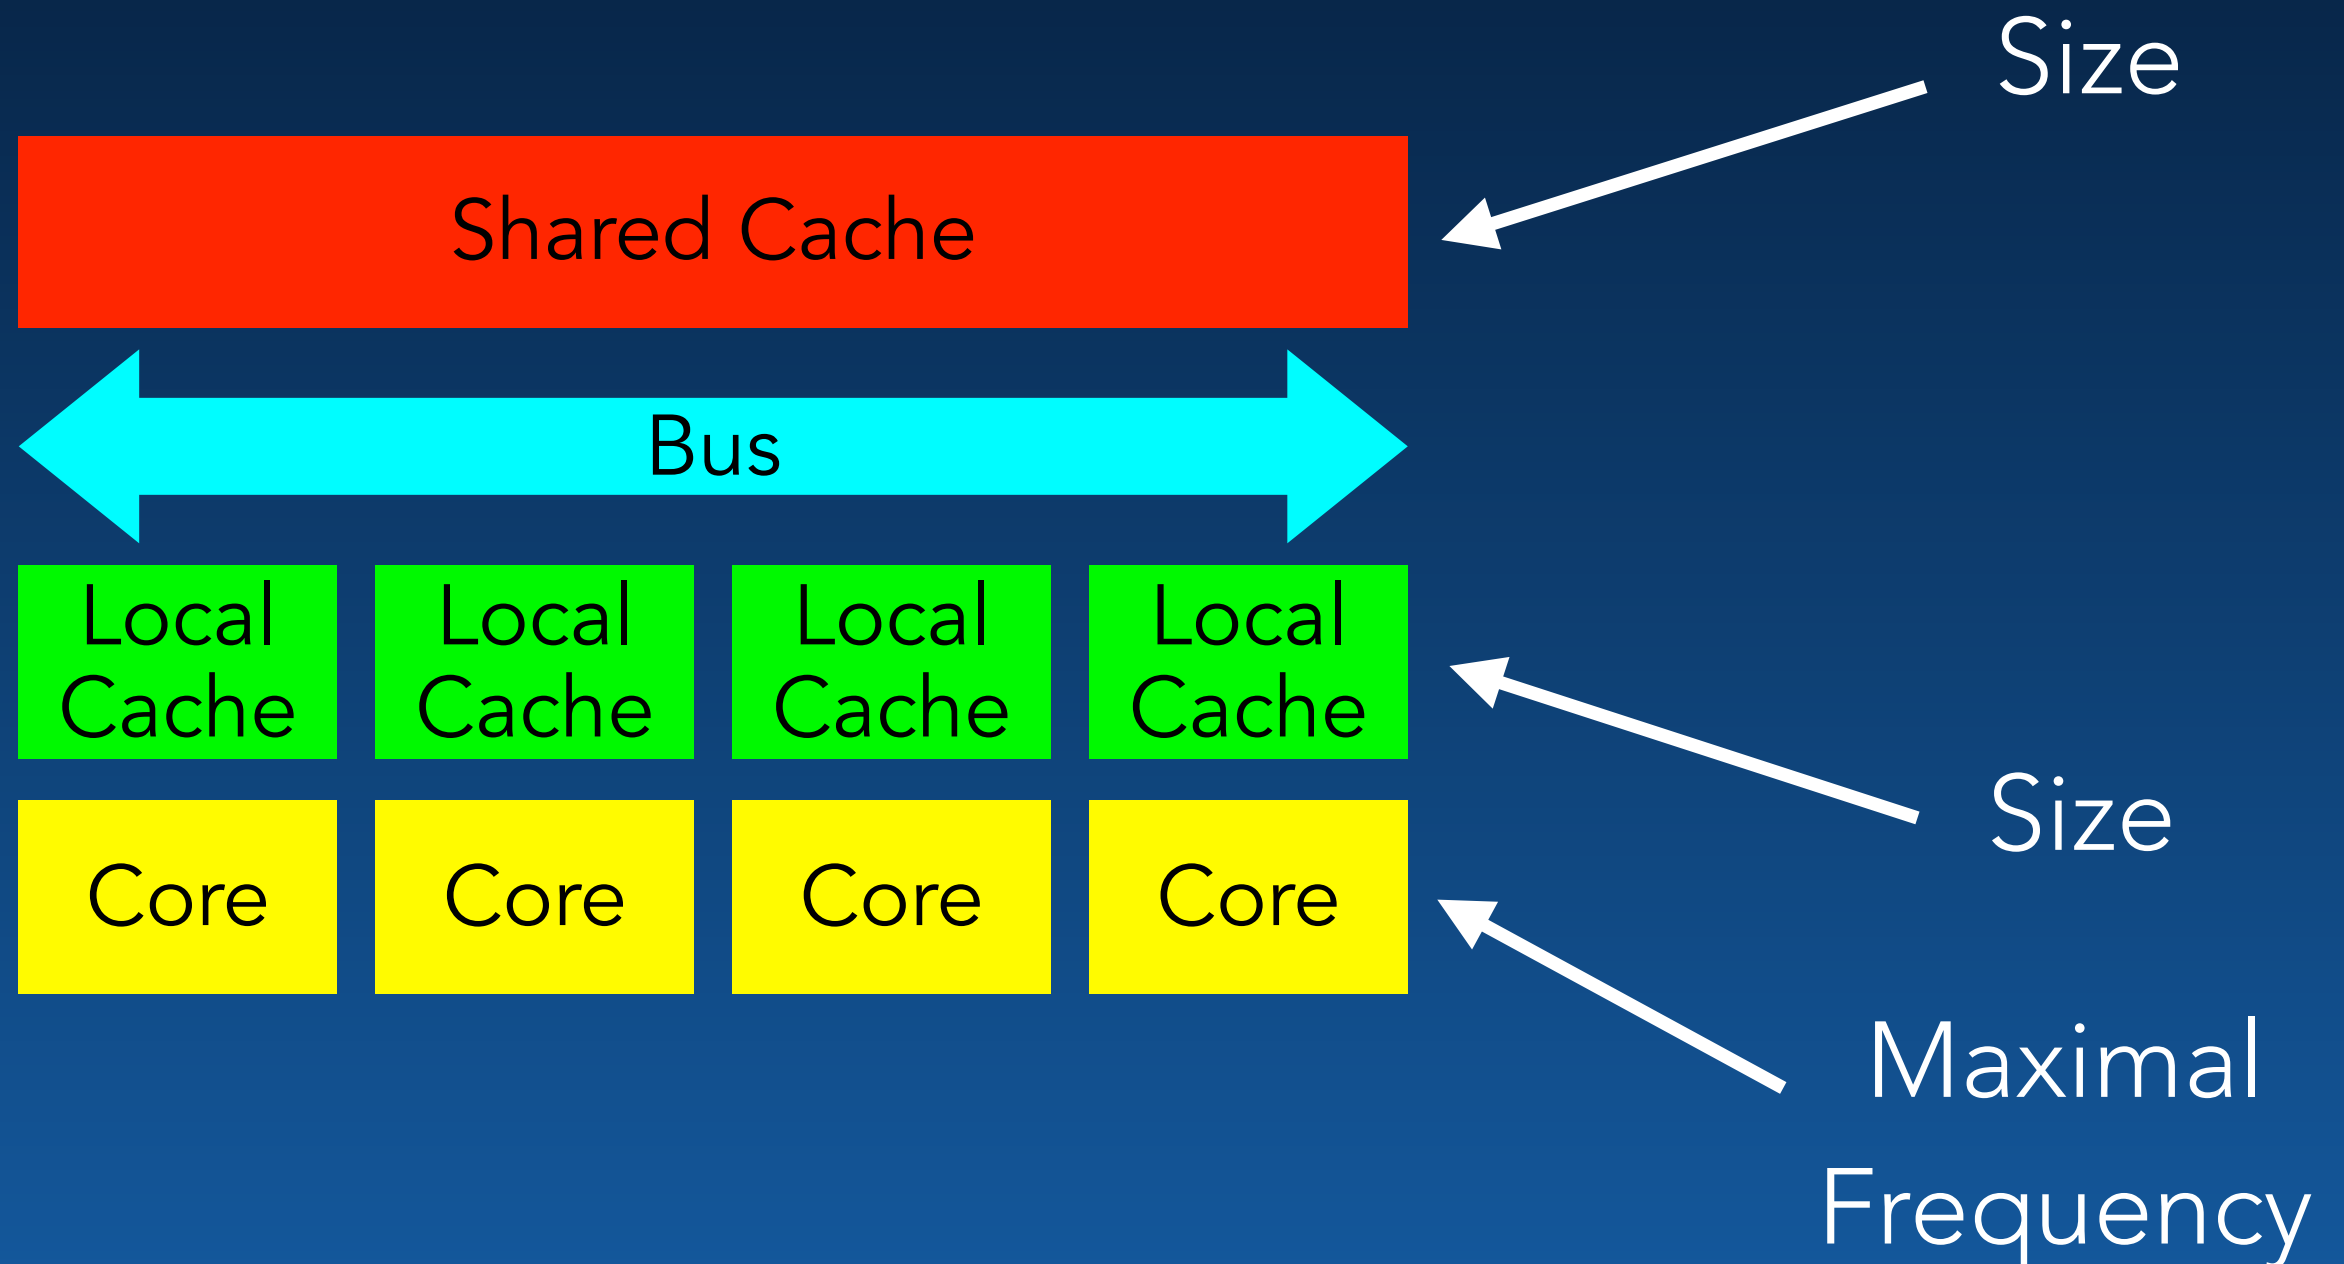 Size
Shared Cache
Bus
Local Local Local Local
Cache Cache Cache Cache
Size
Core Core Core Core
Maximal
Frequency